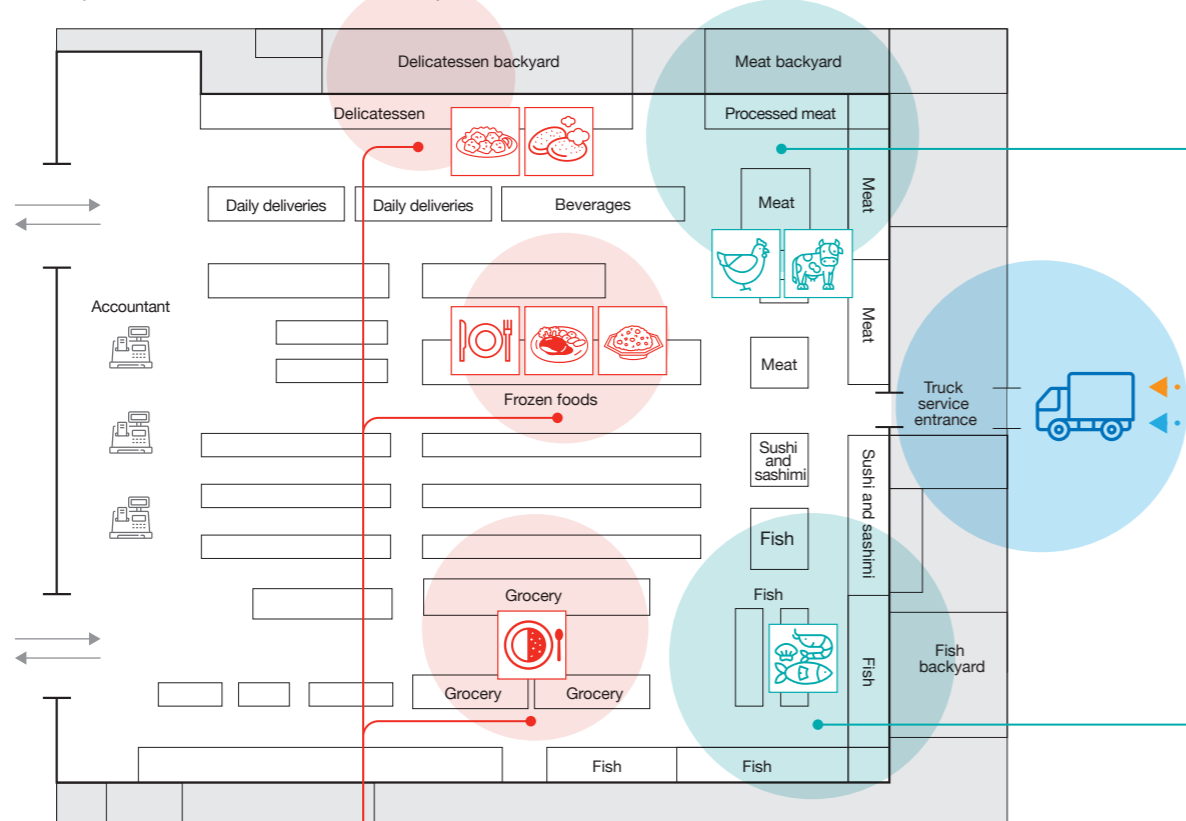 Delicatessen backyard
Meat backyard
Delicatessen
Processed meat
Daily deliveries
Daily deliveries
Beverages
Meat
Meat
Accountant
Meat
Meat
Frozen foods
Truck
service
entrance
Sushi
and
sashimi
Sushi and sashimi
Fish
Grocery
Fish
Fish
Fish
backyard
Grocery
Grocery
Fish
Fish